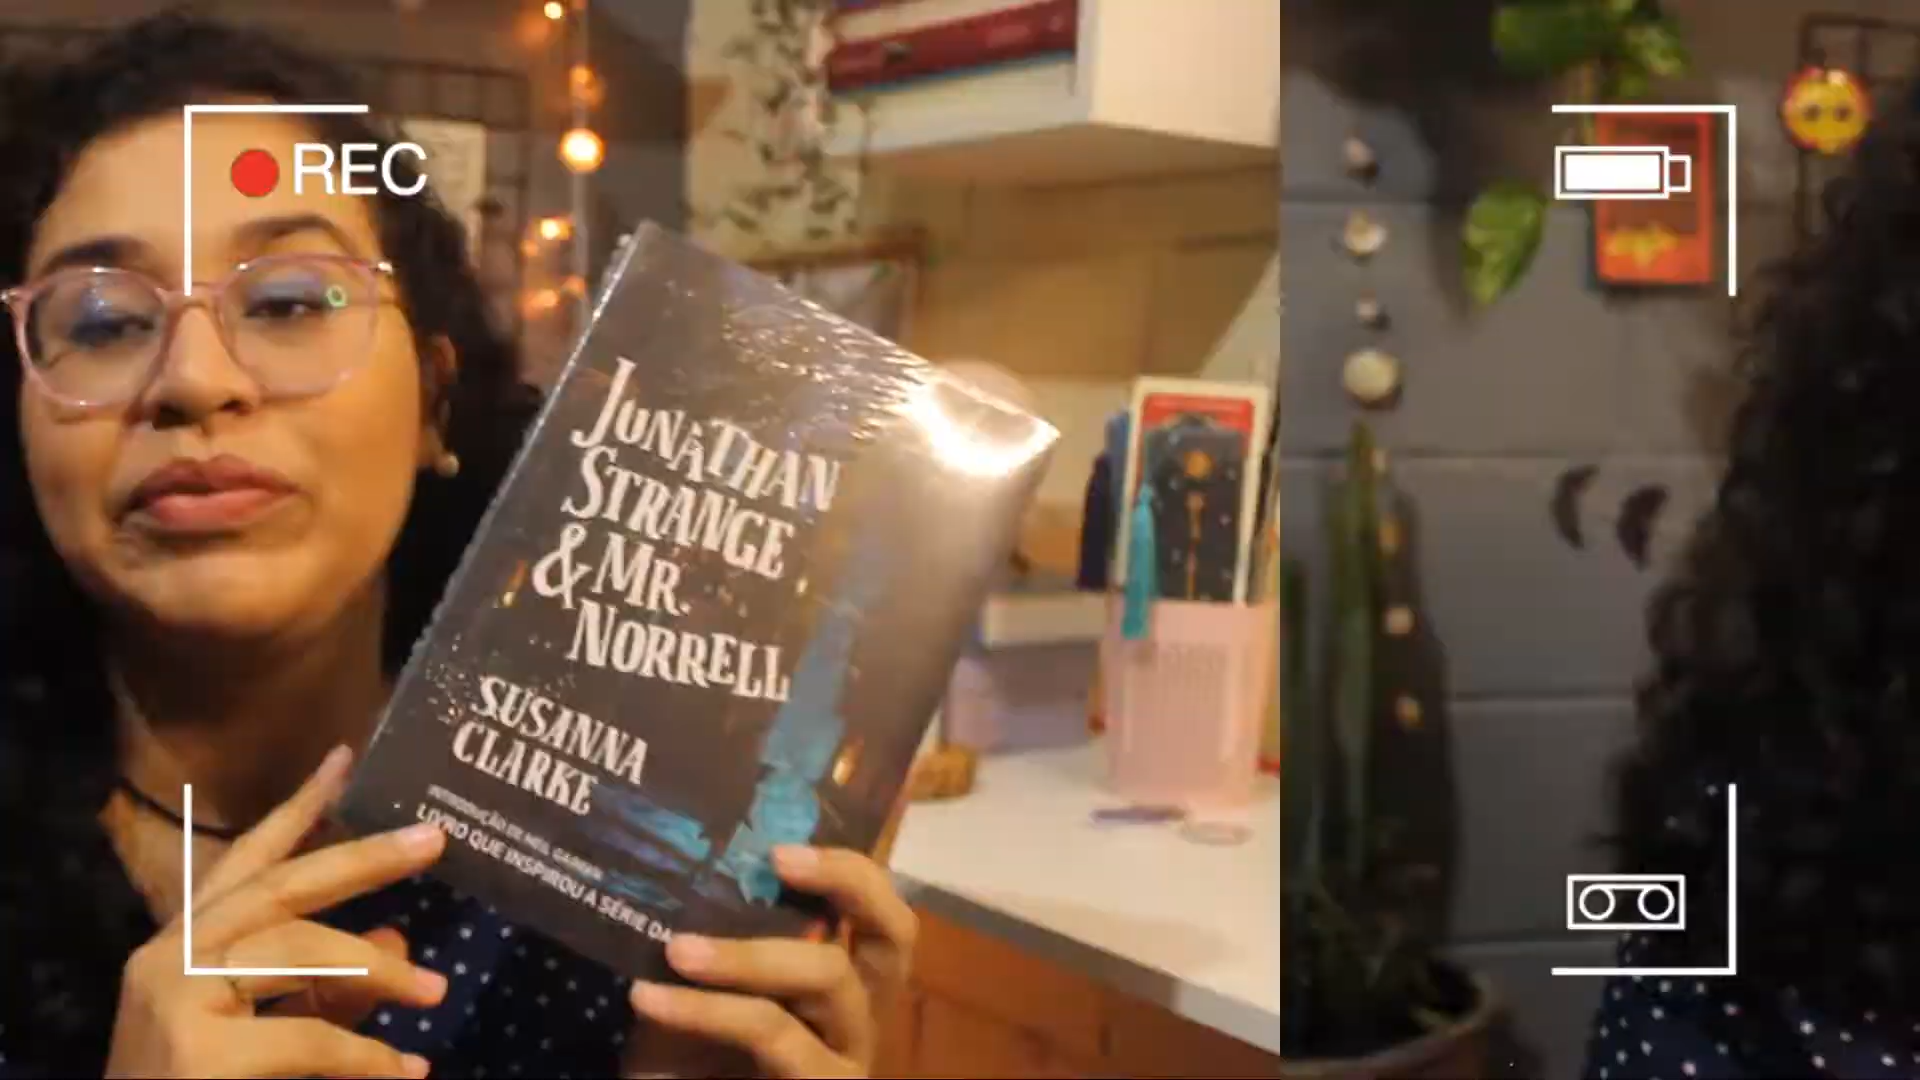 REC
JONATHAN
STRANGE
& MR.
NORRELL
SUSANNA
CLARKE
INTRODUÇÃO DE NEIL GAIMAN
LIVRO QUE INSPIROU A SÉRIE DA